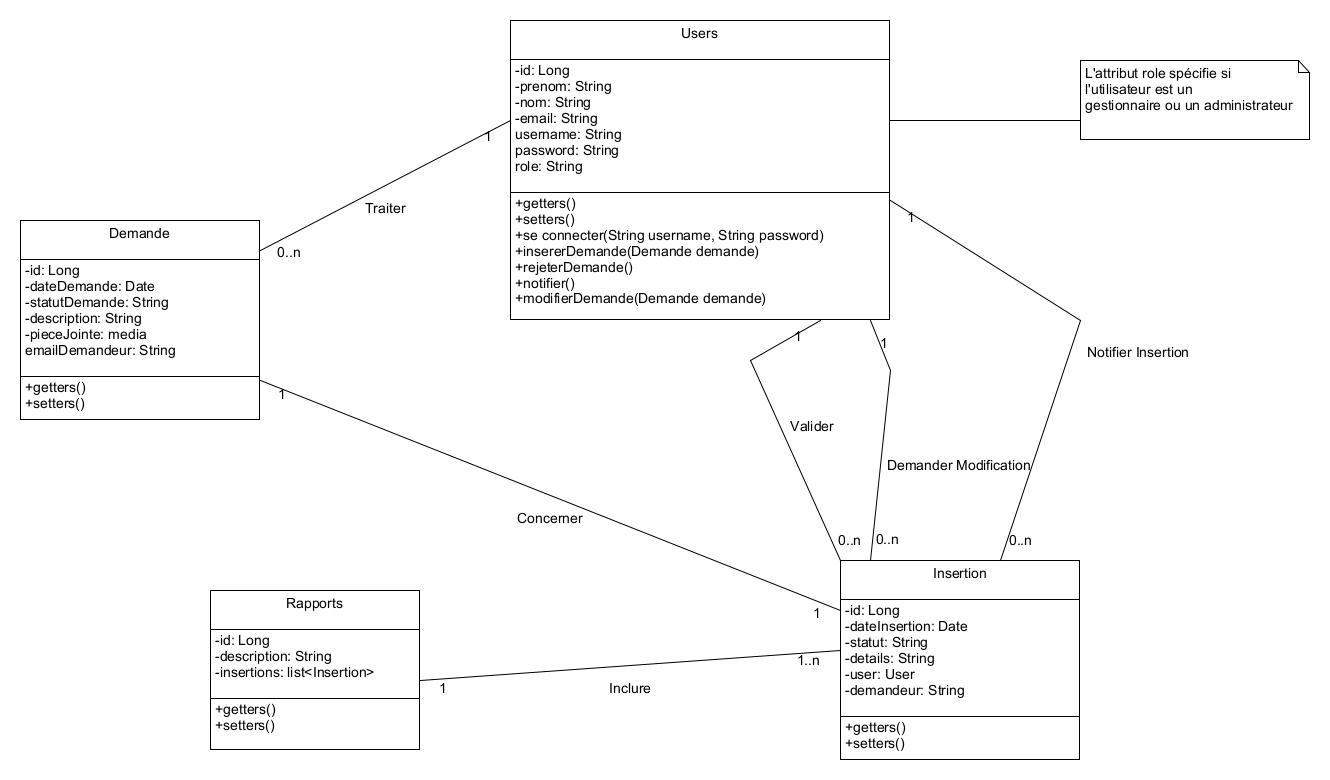 Users
-id: Long
-prenom: String
-nom: String
-email: String
username: String
password: String
role: String
+getters()
+setters()
+se connecter(String username, String password)
+insererDemande(Demande demande)
+rejeterDemande()
+notifier()
+modifierDemande(Demande demande)
L'attribut role spécifie si
l'utilisateur est un
gestionnaire ou un administrateur
1
Traiter
0..n
Demande
-id: Long
-dateDemande: Date
-statutDemande: String
-description: String
-pieceJointe: media
emailDemandeur: String
+getters()
+setters()
1
1
1
Notifier Insertion
Valider
Demander Modification
1
Concerner
0..n
0..n
0..n
1
Insertion
-id: Long
-dateInsertion: Date
-statut: String
-details: String
-user: User
-demandeur: String
+getters()
+setters()
Rapports
-id: Long
-description: String
-insertions: list<Insertion>
+getters()
+setters()
1
Inclure
1..n